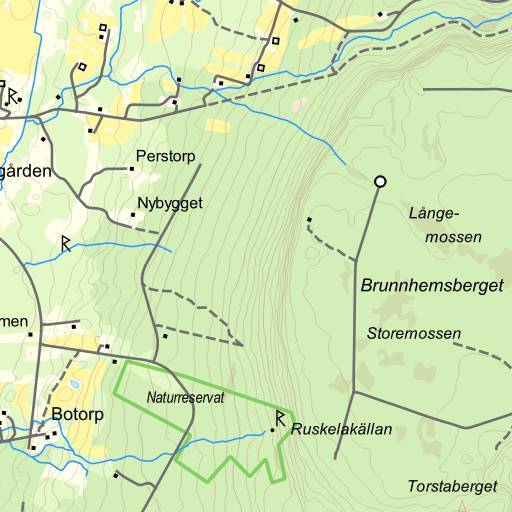 Perstorp
gården
Nybygget
Långe-
mossen
Brunnhemsberget
men
Storemossen
Naturreservat
Botorp
Ruskelakällan
Torstaberget